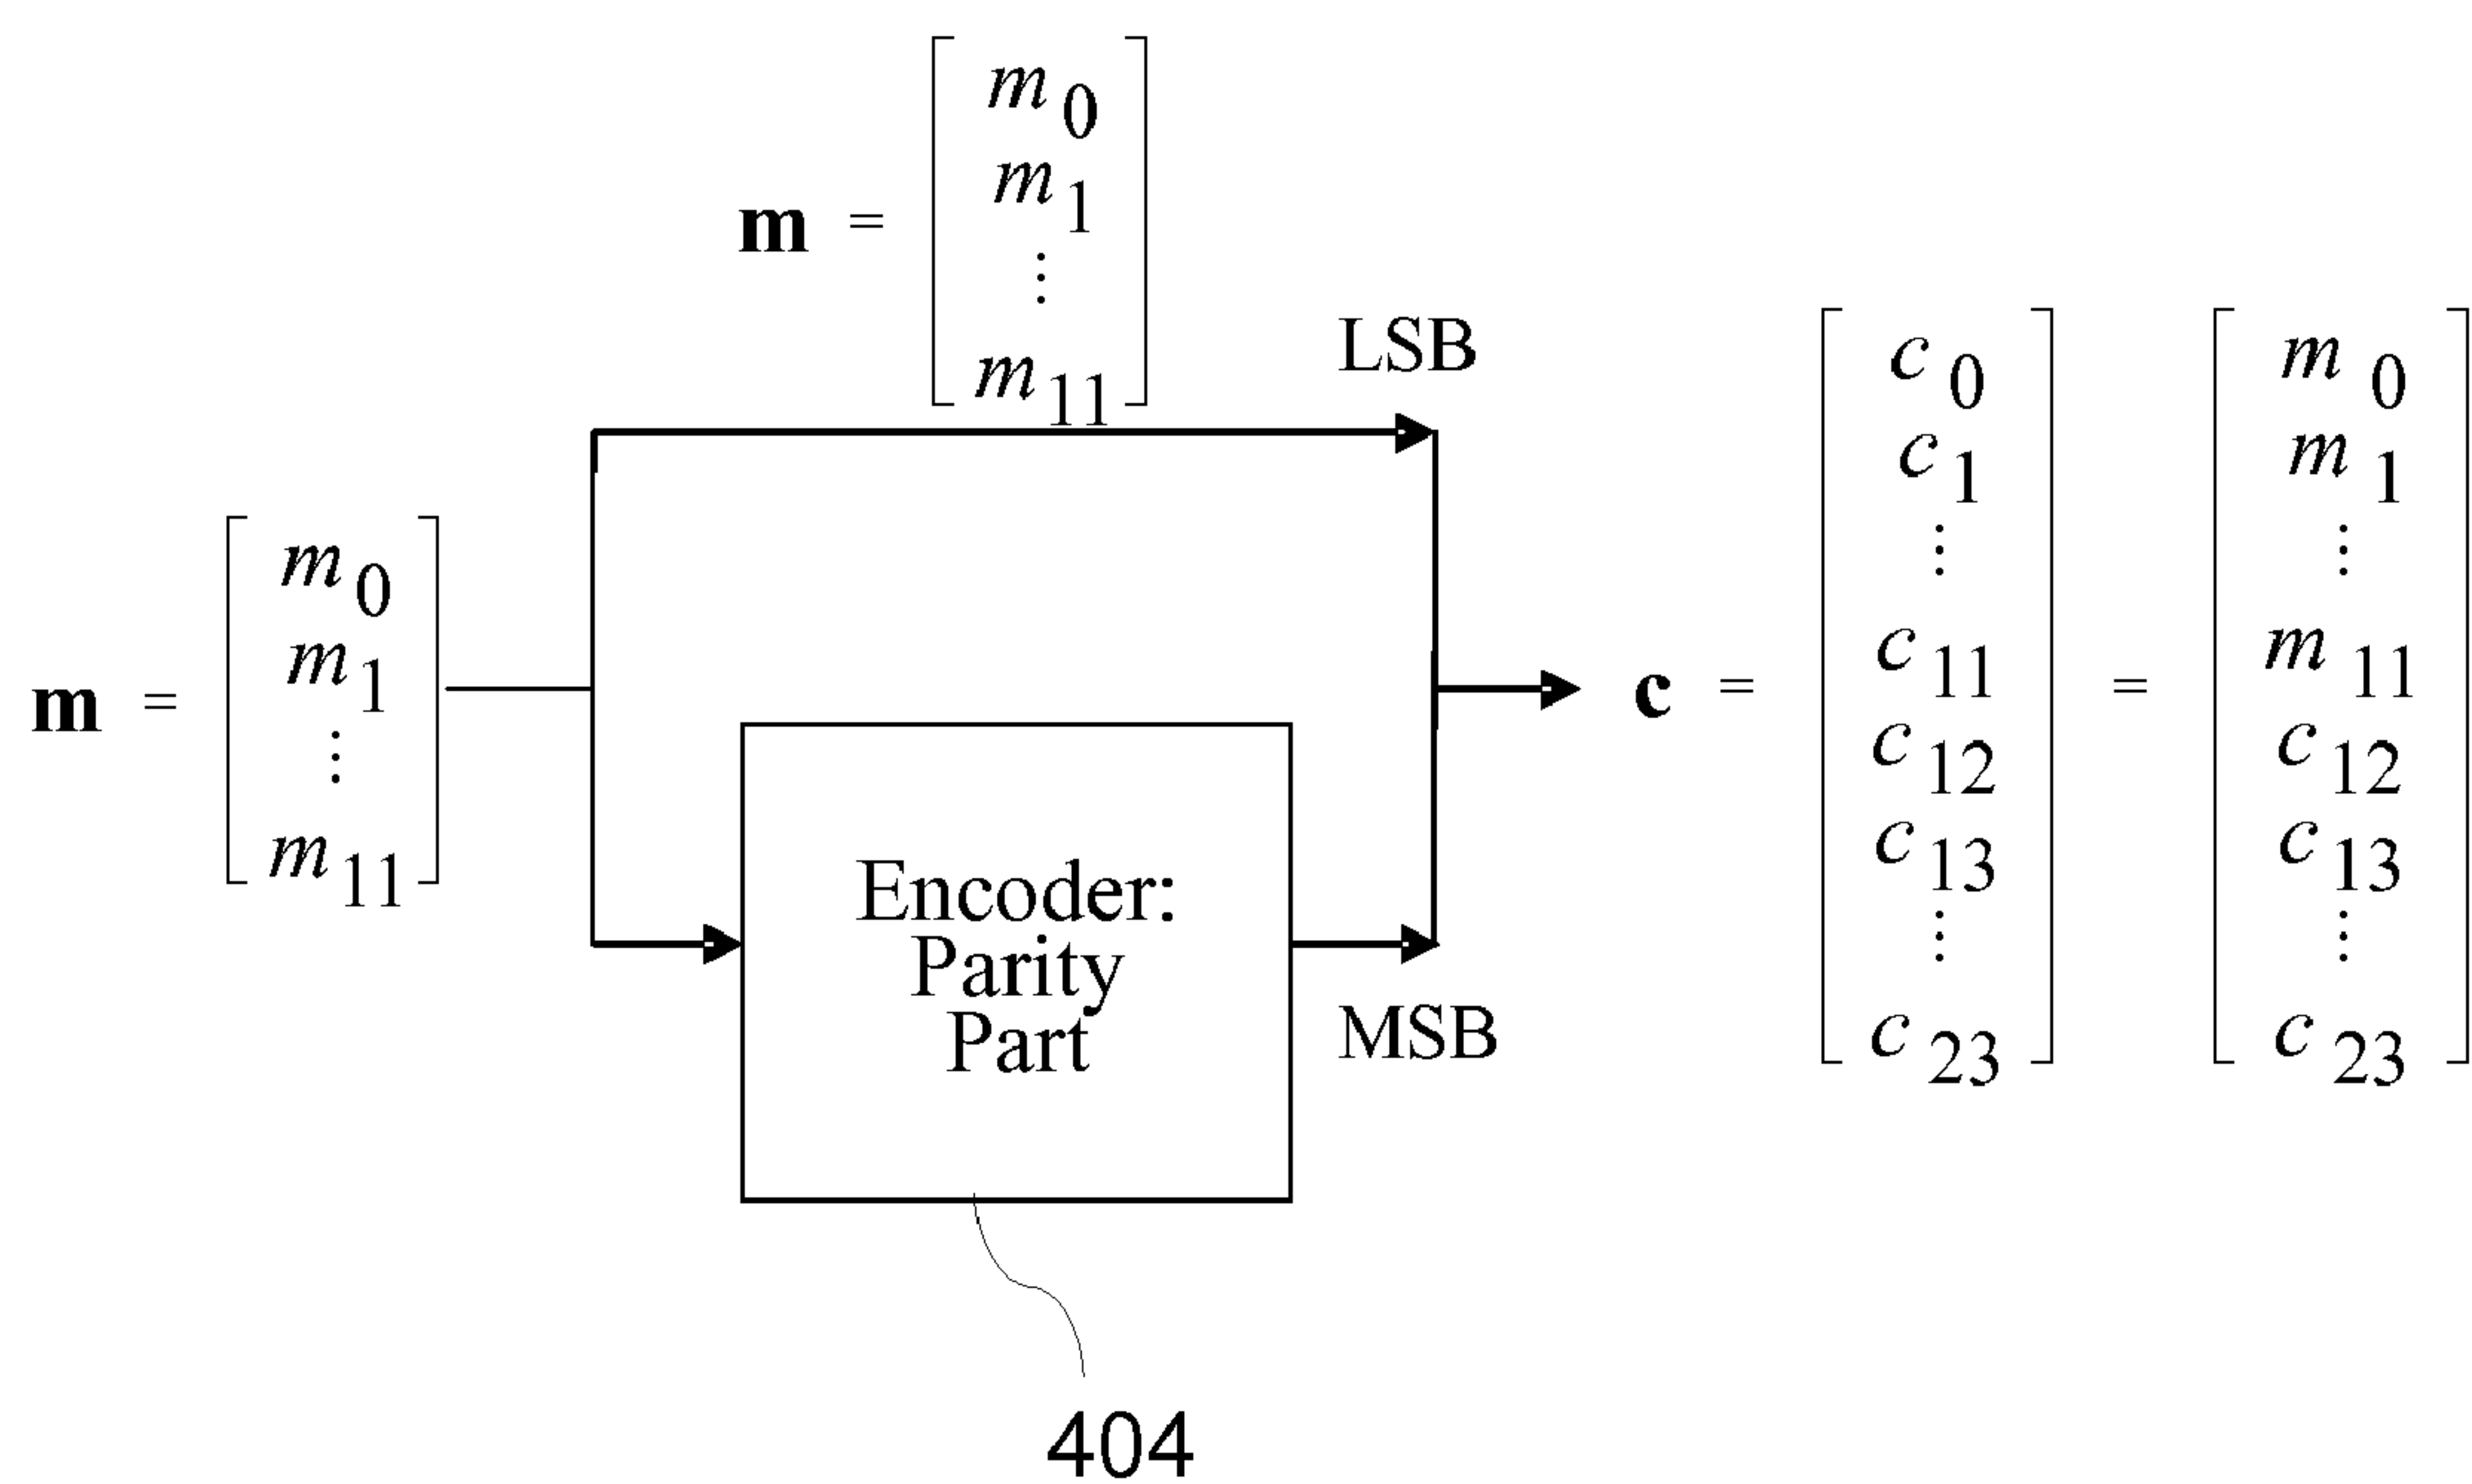 m = [ m0 m1 ⋮ m11 ]
LSB
m = [ m0 m1 ⋮ m11 ]
Encoder:
Parity
Part
MSB
c = [ c0 c1 ⋮ c11 c12 c13 ⋮ c23 ] = [ m0 m1 ⋮ m11 c12 c13 ⋮ c23 ]
404